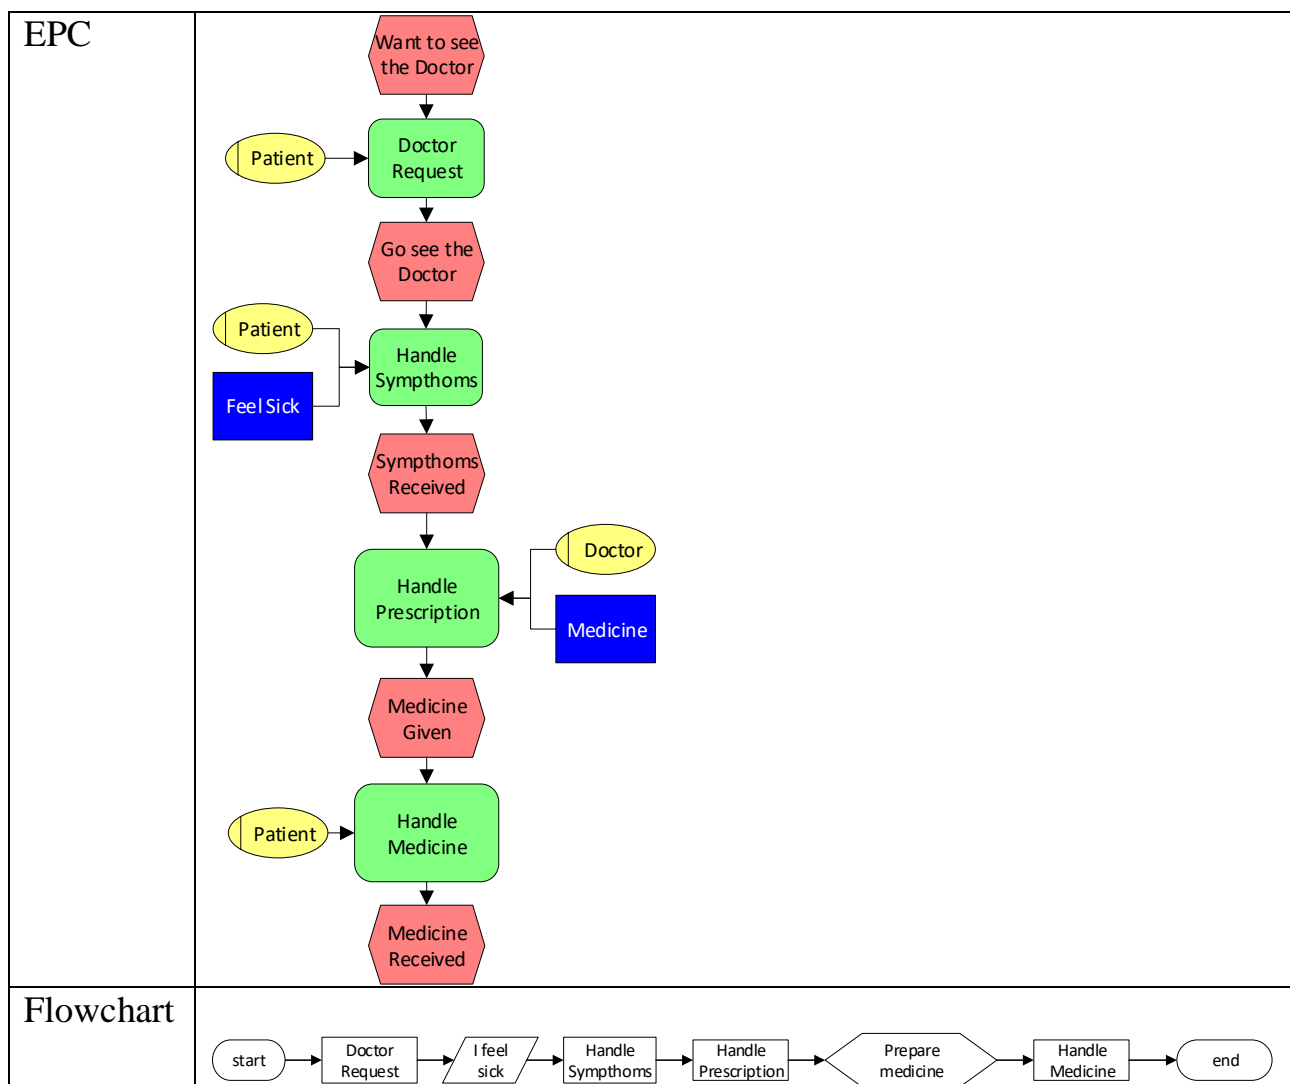 EPC
Want to see
the Doctor
Patient
Doctor
Request
Go see the
Doctor
Patient
Feel Sick
Handle
Sympthoms
Sympthoms
Received
Doctor
Handle
Prescription
Medicine
Medicine
Given
Patient
Handle
Medicine
Medicine
Received
Flowchart
start
Doctor
Request
I feel
sick
Handle
Sympthoms
Handle
Prescription
Prepare
medicine
Handle
Medicine
end